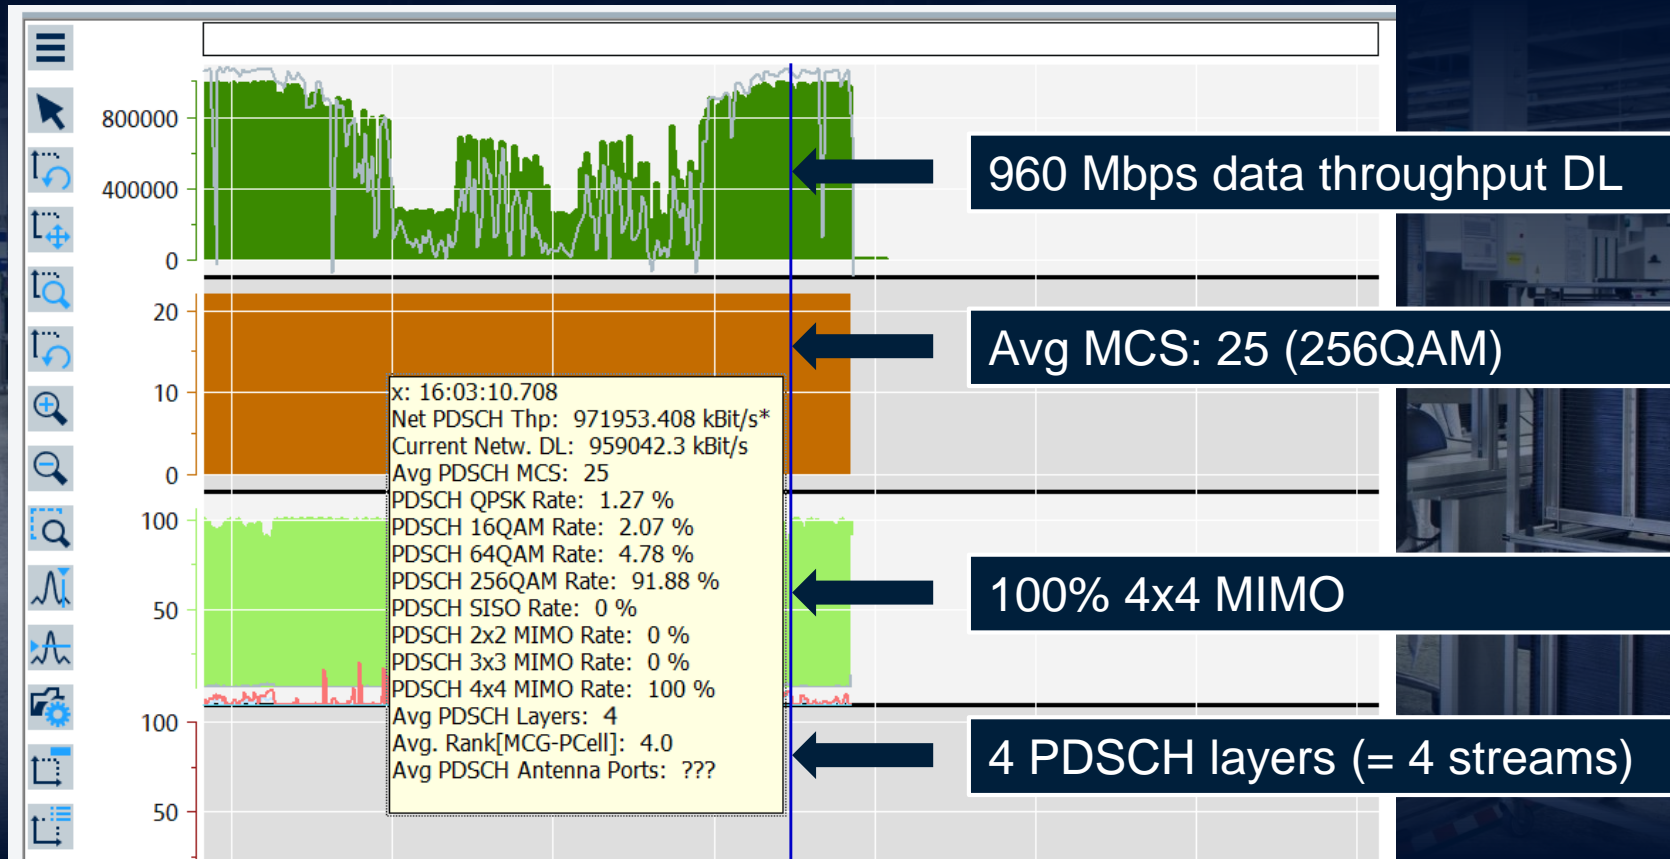 800000
400000
0
960 Mbps data throughput DL
20
10
0
Avg MCS: 25 (256QAM)
x: 16:03:10.708
Net PDSCH Thp: 971953.408 kBit/s*
Current Netw. DL: 959042.3 kBit/s
Avg PDSCH MCS: 25
PDSCH QPSK Rate: 1.27 %
PDSCH 16QAM Rate: 2.07 %
PDSCH 64QAM Rate: 4.78 %
PDSCH 256QAM Rate: 91.88 %
PDSCH SISO Rate: 0 %
PDSCH 2x2 MIMO Rate: 0 %
PDSCH 3x3 MIMO Rate: 0 %
PDSCH 4x4 MIMO Rate: 100 %
Avg PDSCH Layers: 4
Avg. Rank[MCG-PCell]: 4.0
Avg PDSCH Antenna Ports: ???
100
50
100% 4x4 MIMO
100
50
4 PDSCH layers (= 4 streams)